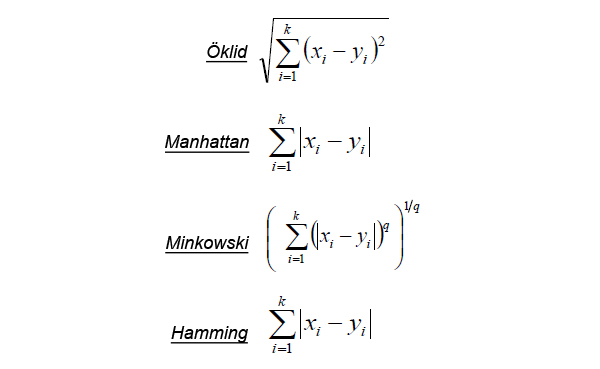 Öklid √∑_{i=1}^{k} (x_i − y_i)^2
Manhattan ∑_{i=1}^{k} |x_i − y_i|
Minkowski (∑_{i=1}^{k} (|x_i − y_i|)^q)^{1/q}
Hamming ∑_{i=1}^{k} |x_i − y_i|